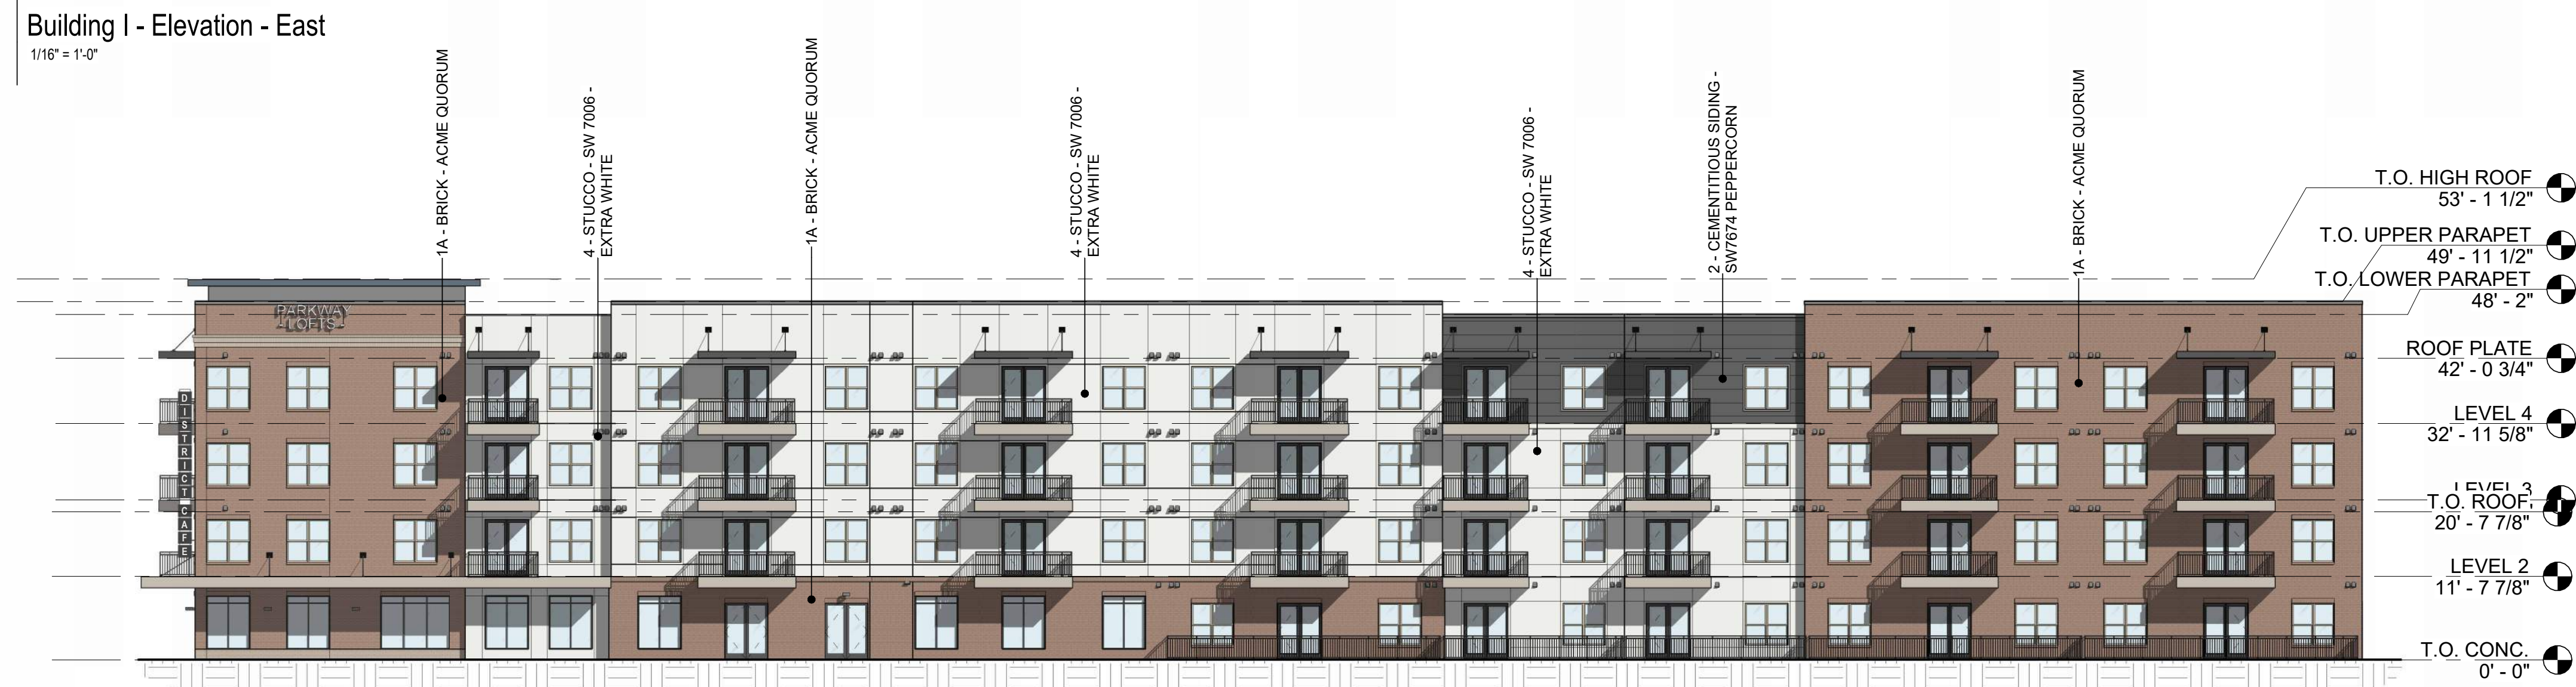 Building I - Elevation - East
1/16" = 1'-0"
1A - BRICK - ACME QUORUM
4 - STUCCO - SW 7006 -
EXTRA WHITE
1A - BRICK - ACME QUORUM
4 - STUCCO - SW 7006 -
EXTRA WHITE
4 - STUCCO - SW 7006 -
EXTRA WHITE
2 - CEMENTITIOUS SIDING -
SW7674 PEPPERCORN
1A - BRICK - ACME QUORUM
T.O. HIGH ROOF
53' - 1 1/2"
T.O. UPPER PARAPET
49' - 11 1/2"
T.O. LOWER PARAPET
48' - 2"
ROOF PLATE
42' - 0 3/4"
LEVEL 4
32' - 11 5/8"
LEVEL 3
T.O. ROOF
20' - 7 7/8"
LEVEL 2
11' - 7 7/8"
T.O. CONC.
0' - 0"
PARKWAY
-LOFTS-
DISTRICT CAFE